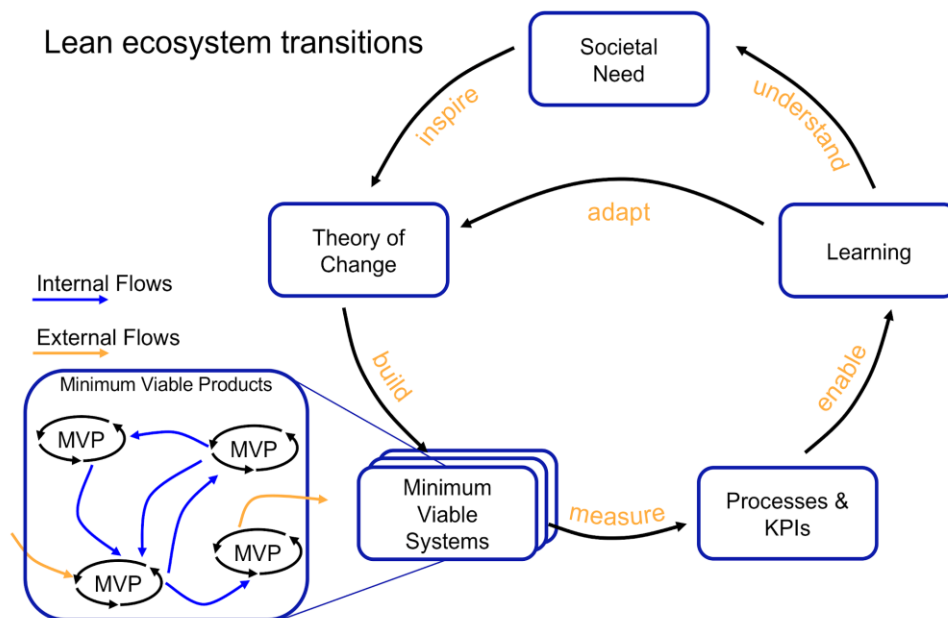 Lean ecosystem transitions
Societal
Need
inspire
understand
Theory of
Change
adapt
Learning
Internal Flows
External Flows
build
enable
Minimum Viable Products
MVP
MVP
MVP
MVP
Minimum
Viable
Systems
measure
Processes &
KPIs